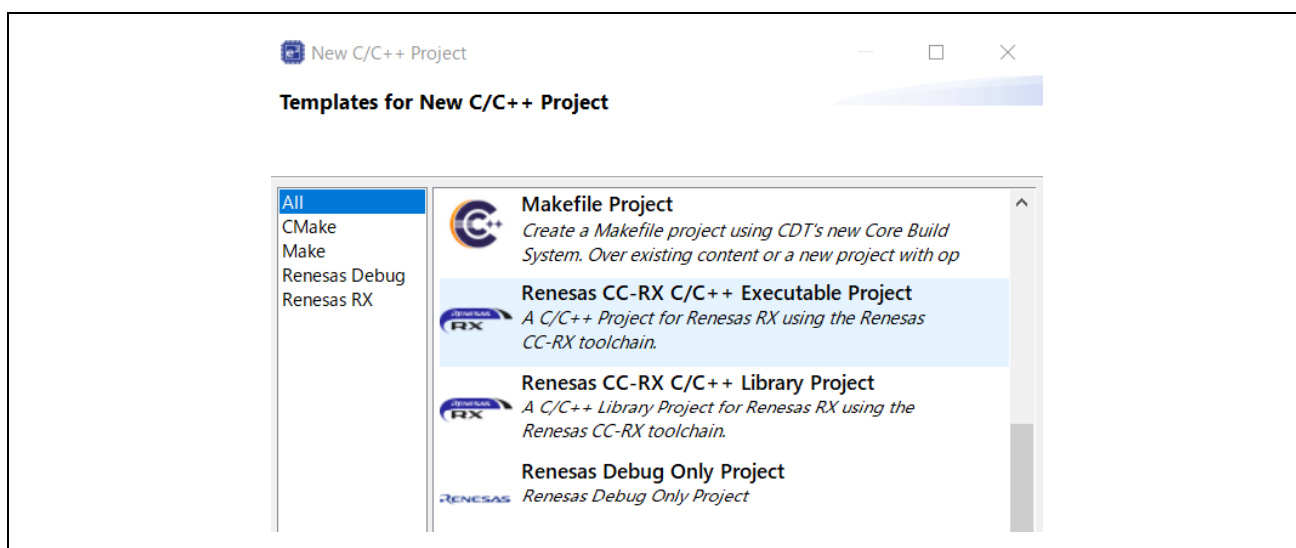 New C/C++ Project
Templates for New C/C++ Project
All
CMake
Make
Renesas Debug
Renesas RX
Makefile Project
Create a Makefile project using CDT's new Core Build
System. Over existing content or a new project with op
Renesas CC-RX C/C++ Executable Project
A C/C++ Project for Renesas RX using the Renesas
CC-RX toolchain.
RENESAS
RX
Renesas CC-RX C/C++ Library Project
A C/C++ Library Project for Renesas RX using the
Renesas CC-RX toolchain.
RENESAS
RX
Renesas Debug Only Project
RENESAS
Renesas Debug Only Project